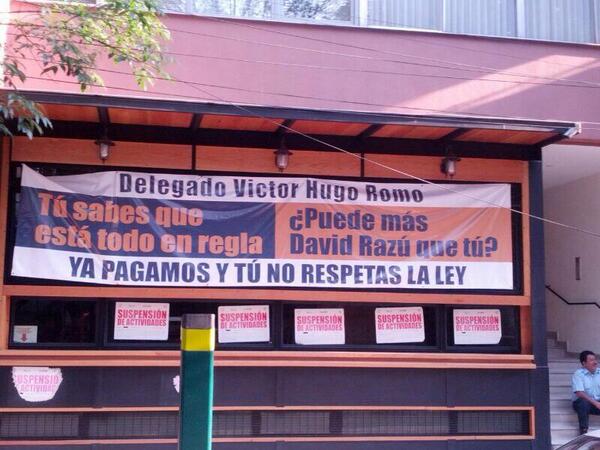 Delegado Victor Hugo Romo
Tú sabes que
está todo en regla
¿Puede más
David Razú que tú?
YA PAGAMOS Y TÚ NO RESPETAS LA LEY
SUSPENSIÓN
DE ACTIVIDADES
SUSPENSIÓN
DE ACTIVIDADES
SUSPENSIÓN
DE ACTIVIDADES
SUSPENSIÓN
DE ACTIVIDADES
SUSPENSIÓN
DE ACTIVIDADES
SUSPENSIÓN
ACTIVIDADES